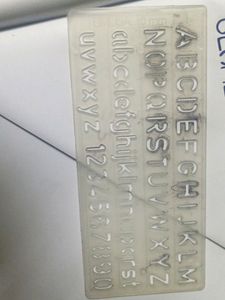 ABCDEFGHIJKLM
NOPQRSTUVWXYZ
abcdefghijklmnopqrst
uvwxyz 1234567890